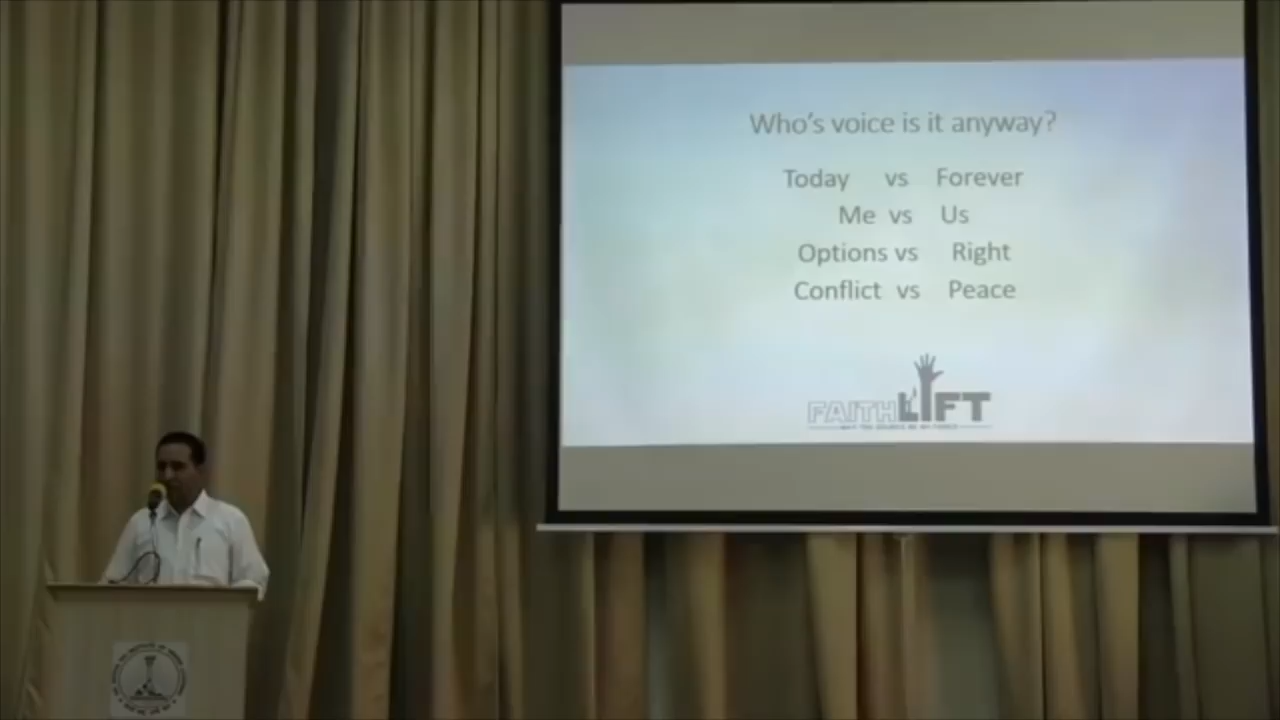 Who's voice is it anyway?
Today vs Forever
Me vs Us
Options vs Right
Conflict vs Peace
FAITHLIFT